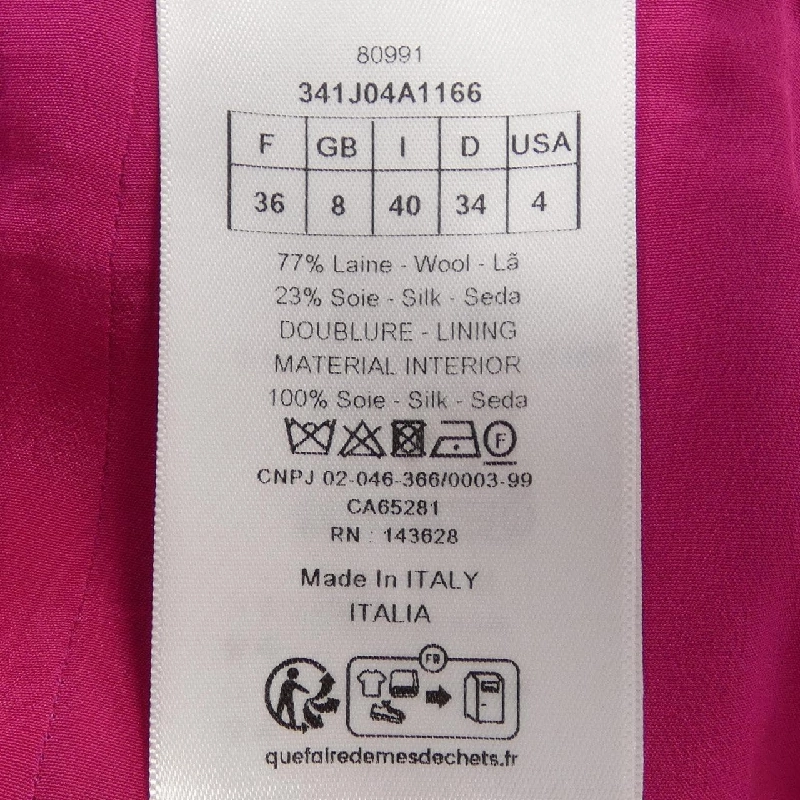 80991
341J04A1166
F GB I D USA
36 8 40 34 4
77% Laine - Wool - Lã
23% Soie - Silk - Seda
DOUBLURE - LINING
MATERIAL INTERIOR
100% Soie - Silk - Seda
F
CNPJ 02-046-366/0003-99
CA65281
RN : 143628
Made In ITALY
ITALIA
FR
quefairedemesdechets.fr